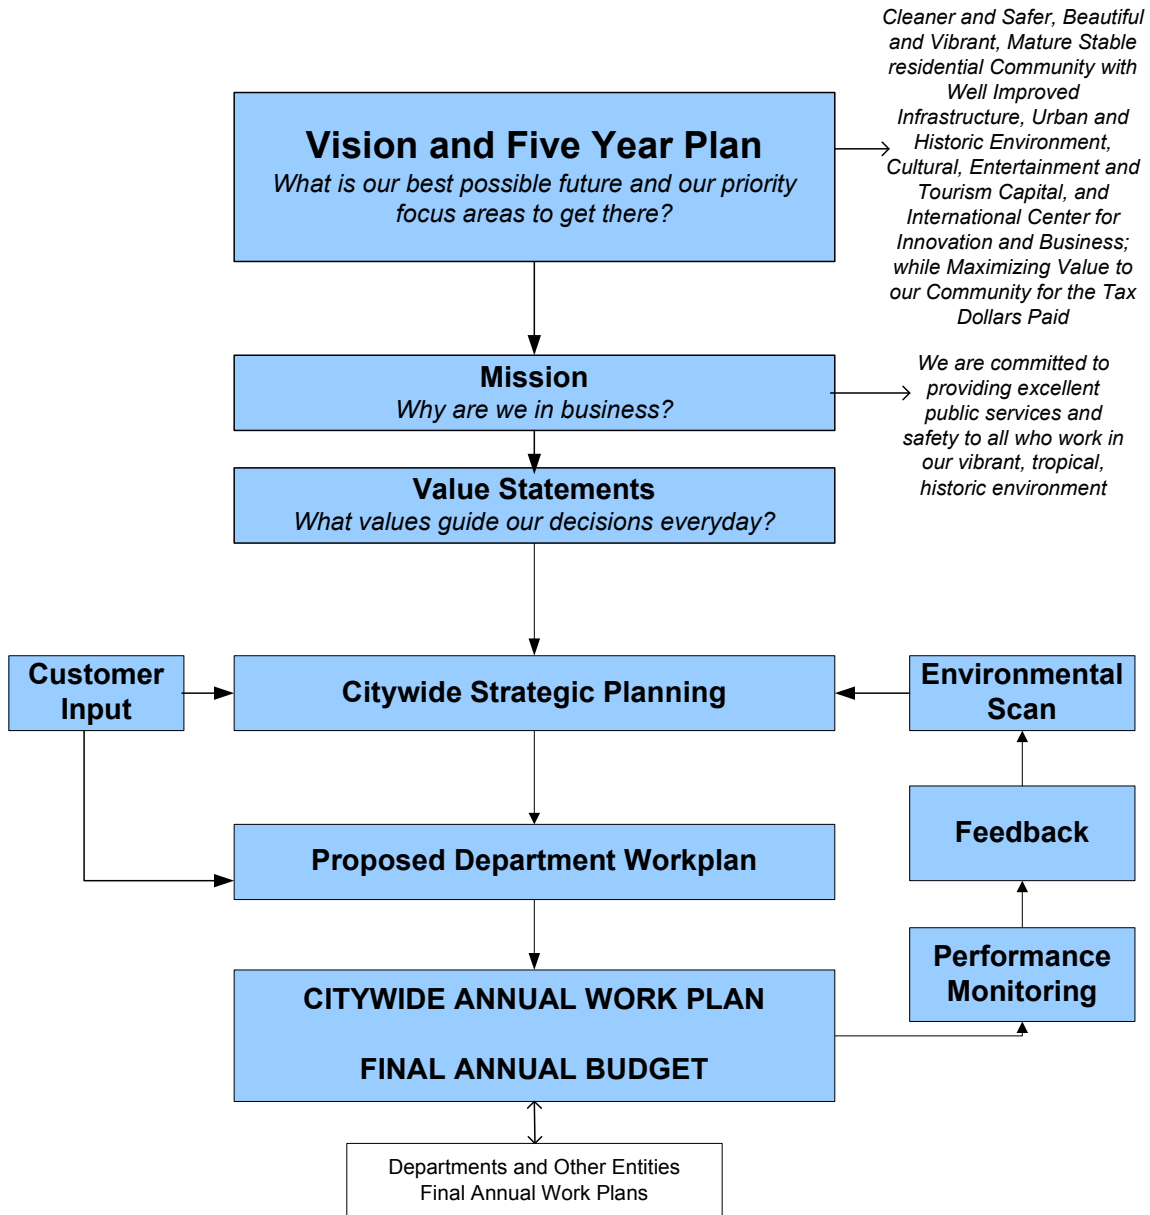 Cleaner and Safer, Beautiful
and Vibrant, Mature Stable
residential Community with
Well Improved
Infrastructure, Urban and
Historic Environment,
Cultural, Entertainment and
Tourism Capital, and
International Center for
Innovation and Business;
while Maximizing Value to
our Community for the Tax
Dollars Paid
Vision and Five Year Plan
What is our best possible future and our priority
focus areas to get there?
Mission
Why are we in business?
We are committed to
providing excellent
public services and
safety to all who work in
our vibrant, tropical,
historic environment
Value Statements
What values guide our decisions everyday?
Customer
Input
Citywide Strategic Planning
Environmental
Scan
Feedback
Proposed Department Workplan
Performance
Monitoring
CITYWIDE ANNUAL WORK PLAN
FINAL ANNUAL BUDGET
Departments and Other Entities
Final Annual Work Plans